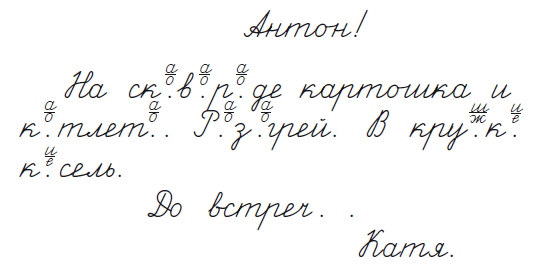 Антон!
а/о а/о а/о
На ск.в.р.де картошка и
а/о а/о а/о а/о ш/ж и/е
к.тлет.. Р.з.грей. В кру.к.
и/е
к.сель.
До встреч. .
Катя.